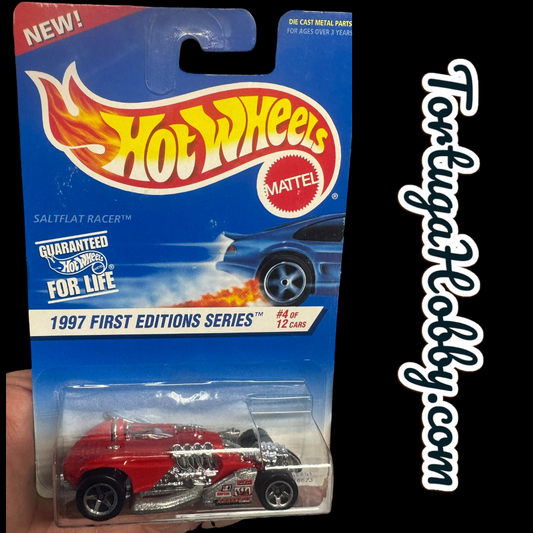 NEW!
DIE CAST METAL PARTS
FOR AGES OVER 3 YEARS
HOT WHEELS
®
MATTEL
SALTFLAT RACER™
GUARANTEED
Hot Wheels
FOR LIFE
1997 FIRST EDITIONS SERIES™ #4 OF
12 CARS
TortugaHobby.com